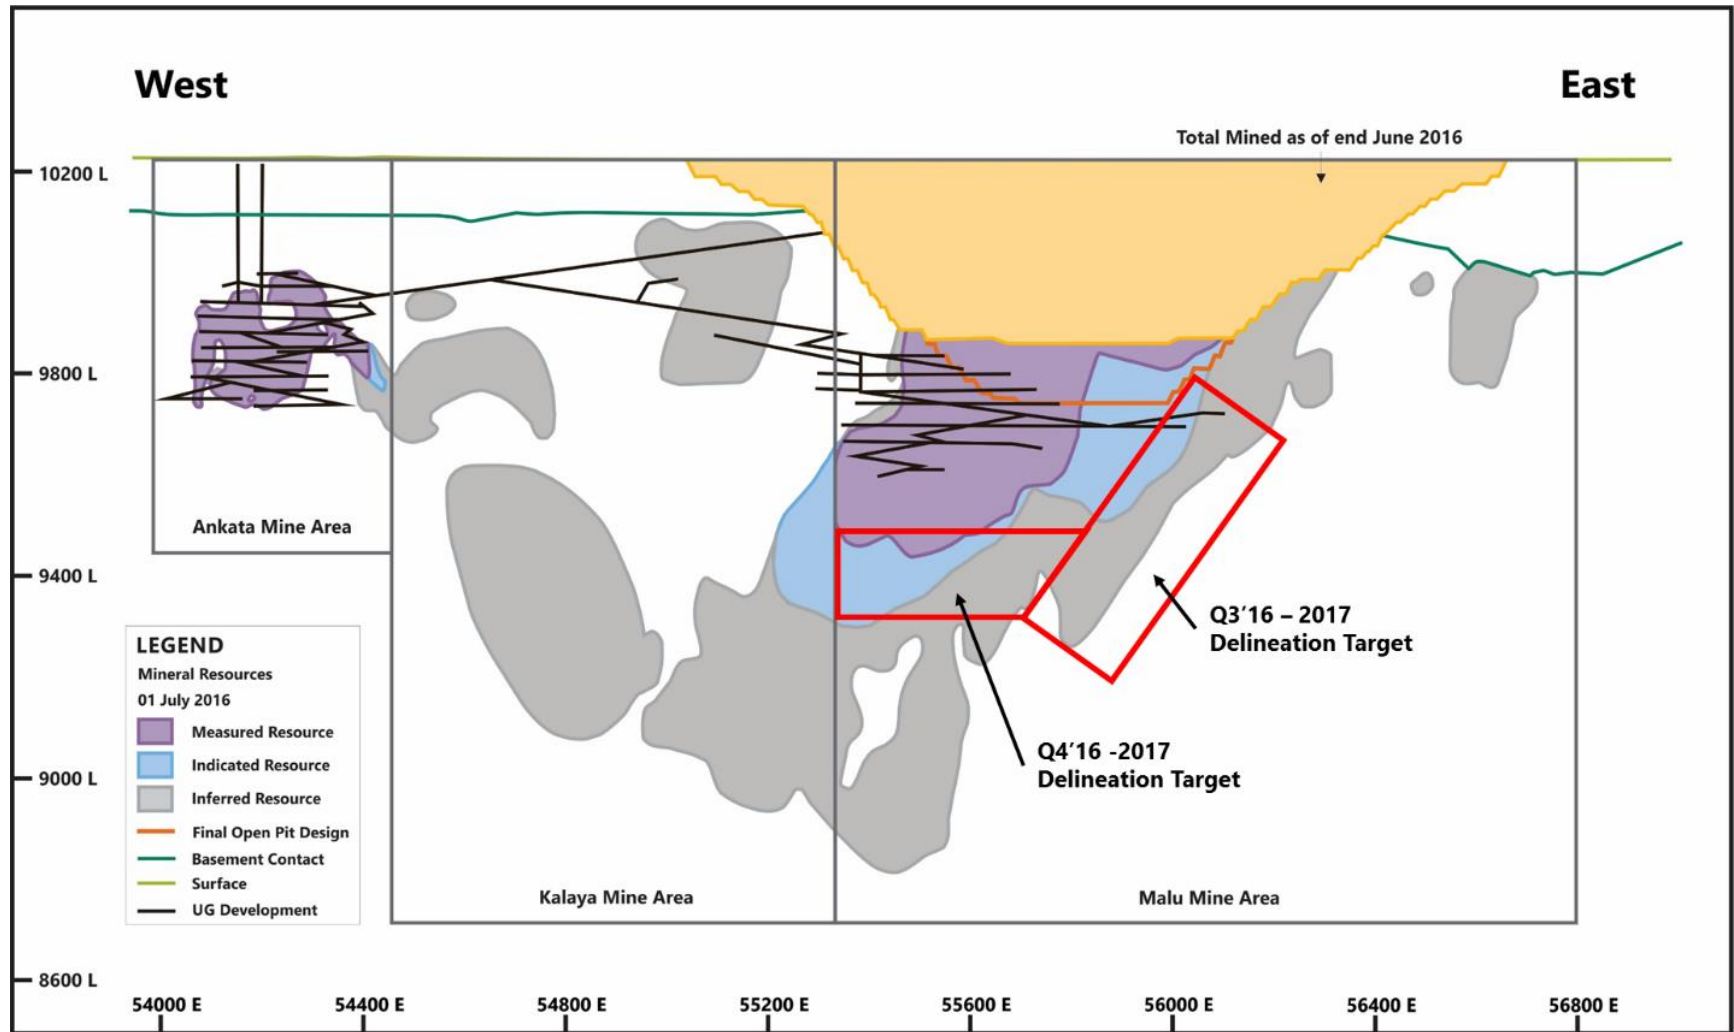 West
East
Total Mined as of end June 2016
10200 L
9800 L
9400 L
9000 L
8600 L
Ankata Mine Area
Kalaya Mine Area
Malu Mine Area
Q3'16 – 2017
Delineation Target
Q4'16 -2017
Delineation Target
LEGEND
Mineral Resources
01 July 2016
Measured Resource
Indicated Resource
Inferred Resource
Final Open Pit Design
Basement Contact
Surface
UG Development
54000 E
54400 E
54800 E
55200 E
55600 E
56000 E
56400 E
56800 E